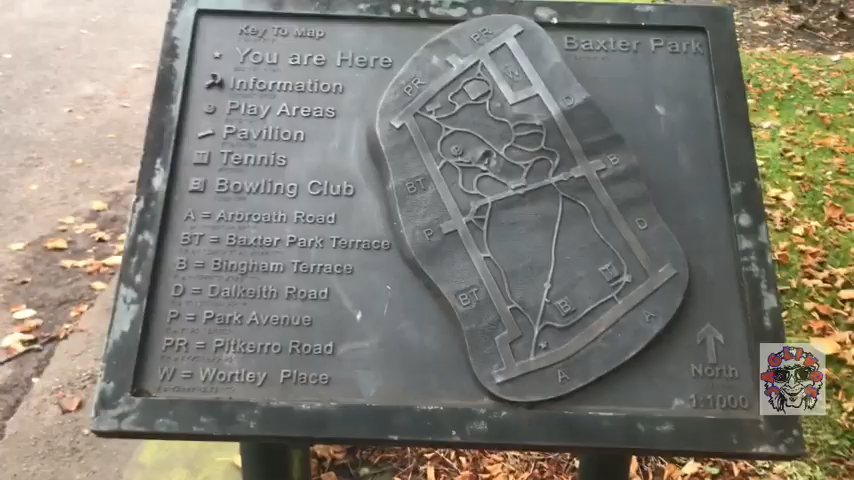 Key To Map
You are Here
Information
Play Areas
Pavilion
Tennis
Bowling Club
A = Arbroath Road
BT = Baxter Park Terrace
B = Bingham Terrace
D = Dalkeith Road
P = Park Avenue
PR = Pitkerro Road
W = Wortley Place
Baxter Park
PR
PR
W
D
B
BT
P
D
BT
A
A
North
1:1000